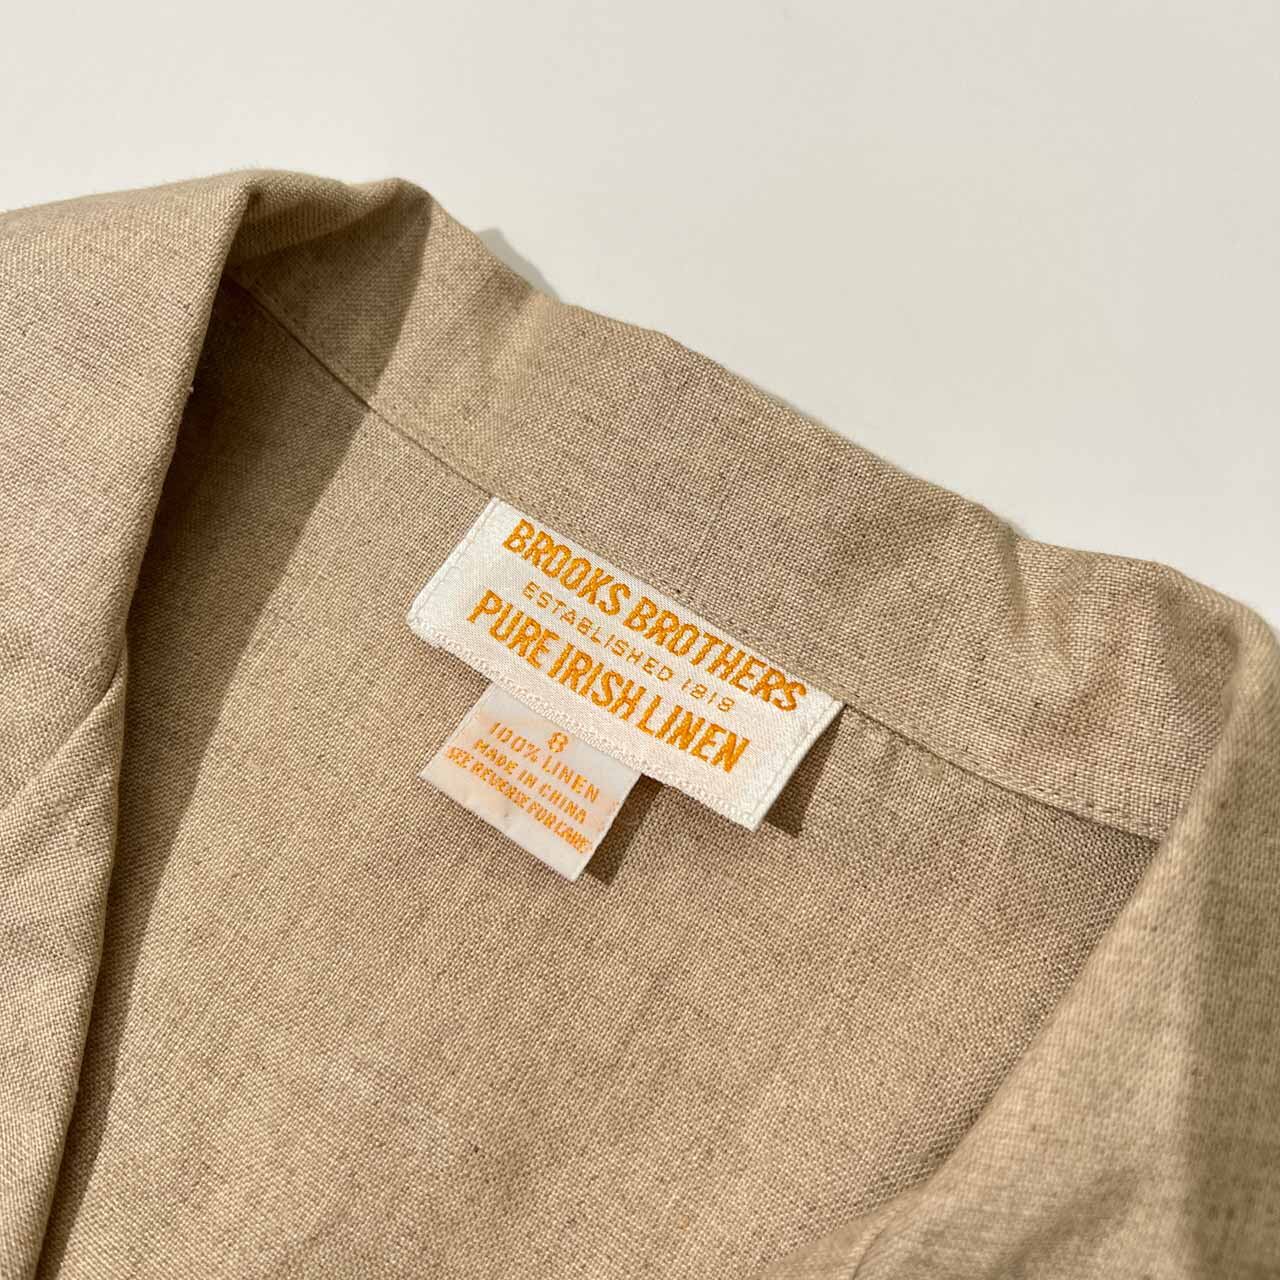 BROOKS BROTHERS
ESTABLISHED 1818
PURE IRISH LINEN
8
100% LINEN
MADE IN CHINA
SEE REVERSE FOR CARE